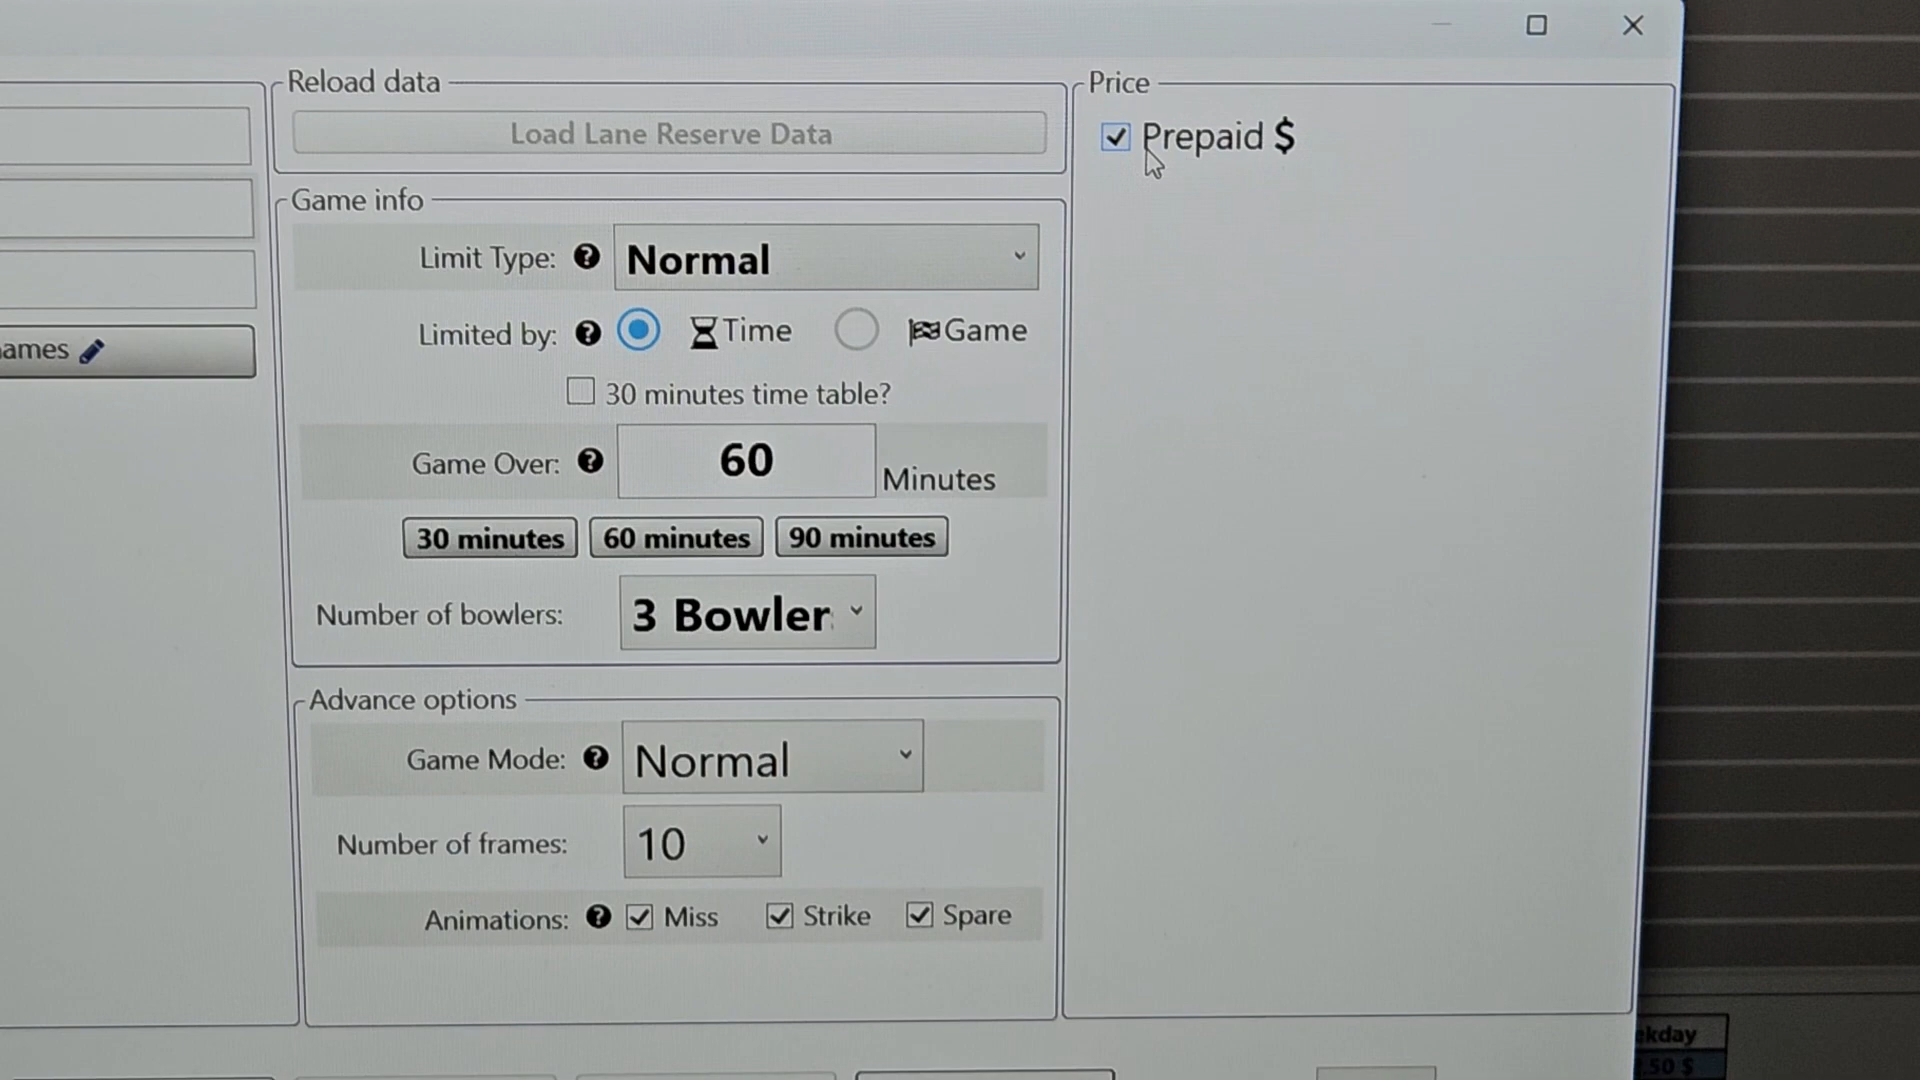 Reload data
Load Lane Reserve Data
Price
Prepaid $
Game info
Limit Type: ? Normal
Limited by: ? Time Game
30 minutes time table?
Game Over: ? 60 Minutes
30 minutes 60 minutes 90 minutes
Number of bowlers: 3 Bowler
ames
Advance options
Game Mode: ? Normal
Number of frames: 10
Animations: ? Miss Strike Spare
ekday
.50 $